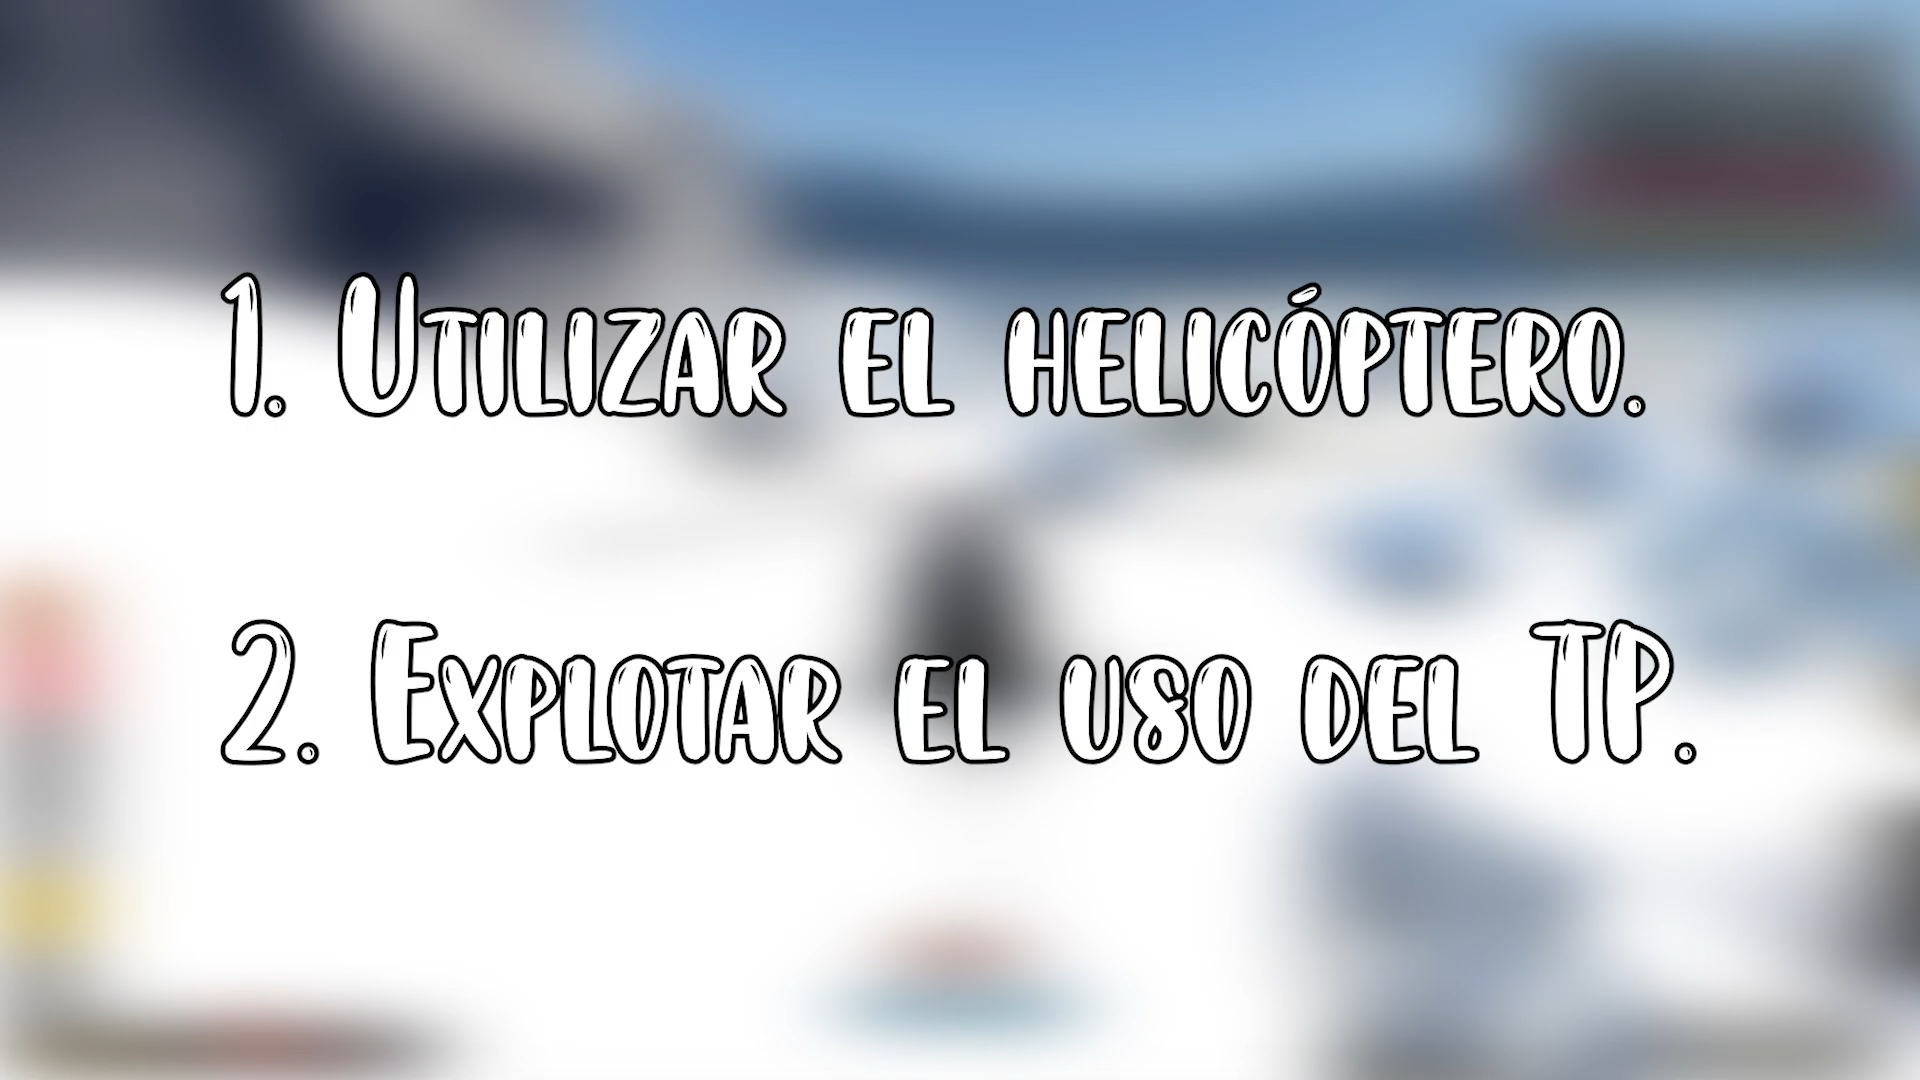 1. Utilizar el helicóptero.
2. Explotar el uso del TP.